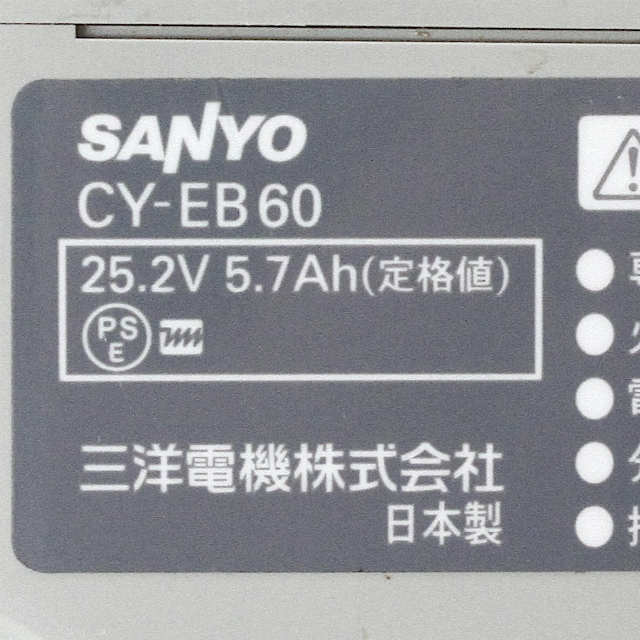 SANYO
CY-EB60
25.2V 5.7Ah(定格値)
PS
E
三洋電機株式会社
日本製